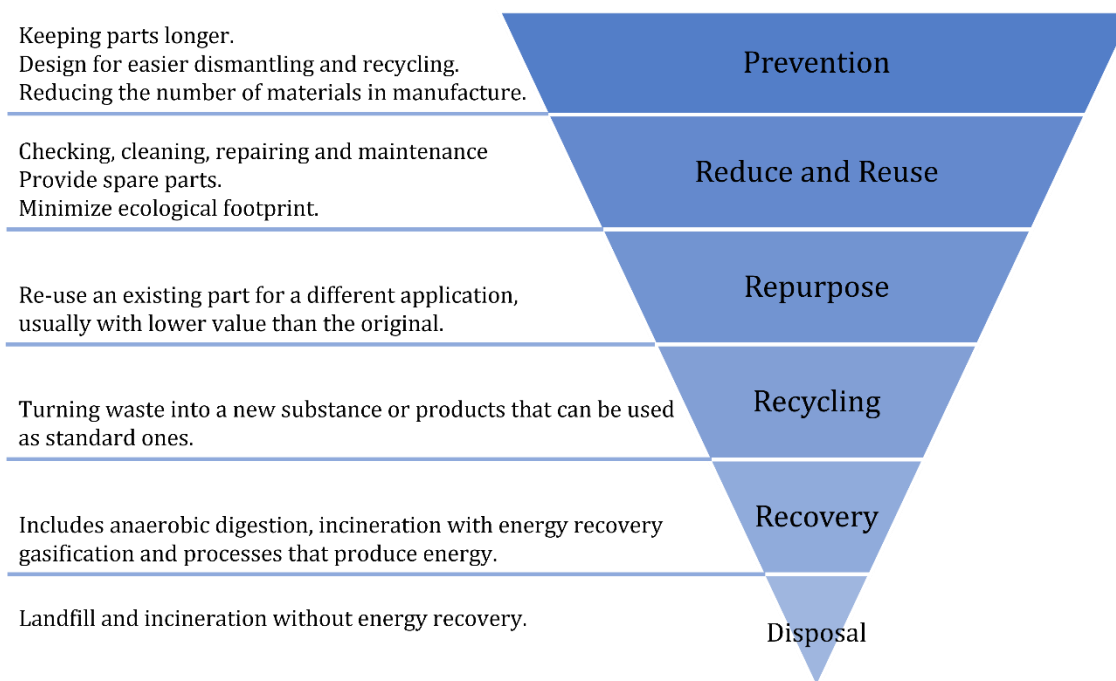 Keeping parts longer.
Design for easier dismantling and recycling.
Reducing the number of materials in manufacture.
Prevention
Checking, cleaning, repairing and maintenance
Provide spare parts.
Minimize ecological footprint.
Reduce and Reuse
Re-use an existing part for a different application,
usually with lower value than the original.
Repurpose
Turning waste into a new substance or products that can be used
as standard ones.
Recycling
Includes anaerobic digestion, incineration with energy recovery
gasification and processes that produce energy.
Recovery
Landfill and incineration without energy recovery.
Disposal